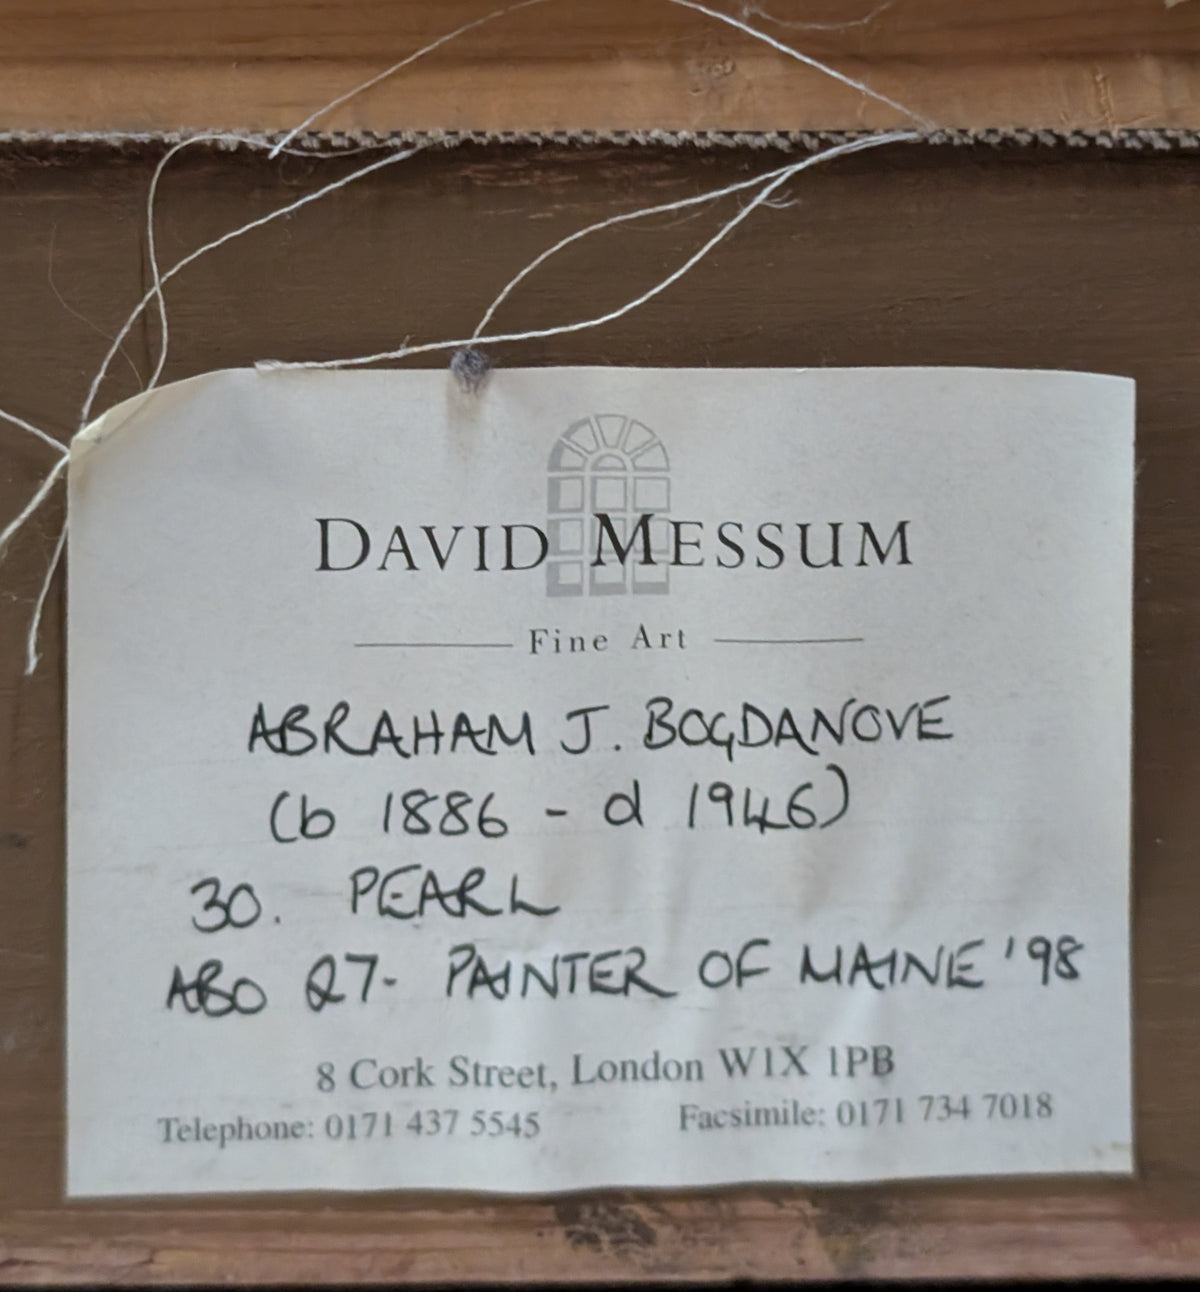 DAVID MESSUM
Fine Art
ABRAHAM J. BOGDANOVE
(b 1886 - d 1946)
30. PEARL
ABO 27- PAINTER OF MAINE '98
8 Cork Street, London W1X 1PB
Telephone: 0171 437 5545 Facsimile: 0171 734 7018